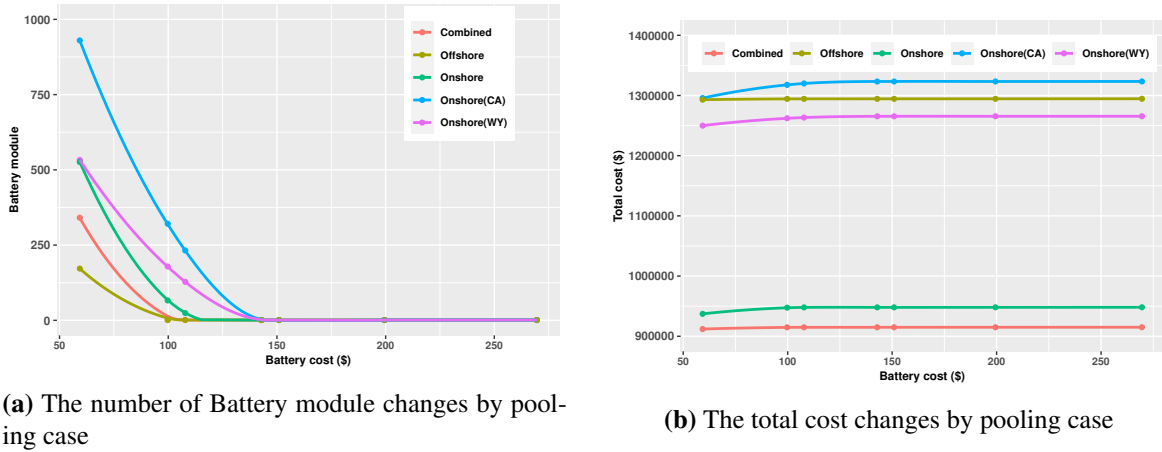 1000
750
500
250
0
Battery module
50
100
150
200
250
Battery cost ($)
Combined
Offshore
Onshore
Onshore(CA)
Onshore(WY)
(a) The number of Battery module changes by pool-
ing case
1400000
1300000
1200000
1100000
1000000
900000
Total cost ($)
50
100
150
200
250
Battery cost ($)
Combined
Offshore
Onshore
Onshore(CA)
Onshore(WY)
(b) The total cost changes by pooling case